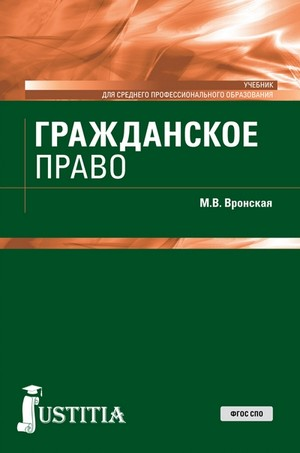 УЧЕБНИК
ДЛЯ СРЕДНЕГО ПРОФЕССИОНАЛЬНОГО ОБРАЗОВАНИЯ
ГРАЖДАНСКОЕ
ПРАВО
М.В. Вронская
JUSTITIA
ФГОС СПО